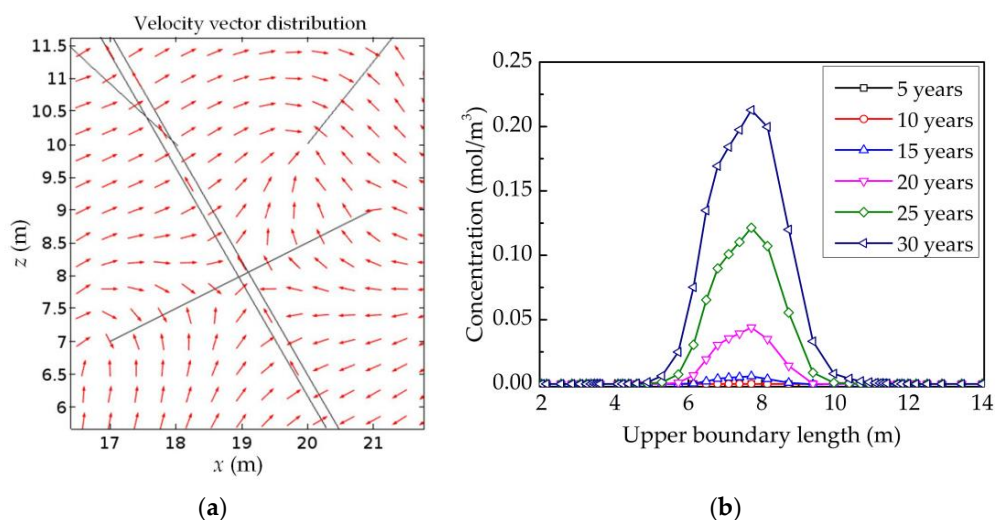 Velocity vector distribution
11.5
11
10.5
10
9.5
9
8.5
8
7.5
7
6.5
6
z (m)
17 18 19 20 21
x (m)
(a)
0.25
0.20
0.15
0.10
0.05
0.00
Concentration (mol/m³)
5 years
10 years
15 years
20 years
25 years
30 years
2 4 6 8 10 12 14
Upper boundary length (m)
(b)